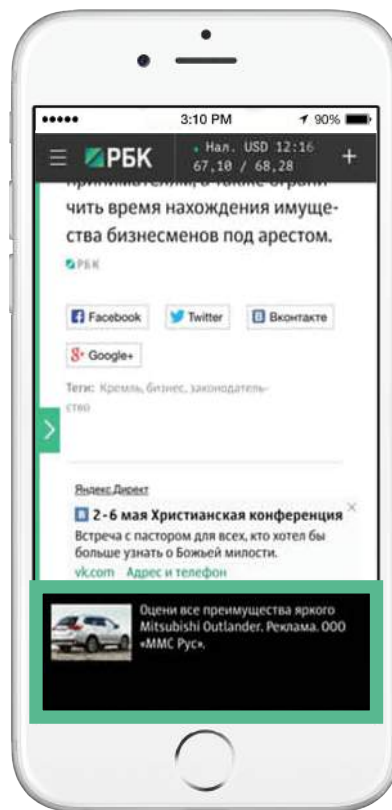 3:10 PM
90%
РБК
Нал. USD 12:16
67,10 / 68,28
+
принимателям, а также ограни-
чить время нахождения имуще-
ства бизнесменов под арестом.
РБК
Facebook
Twitter
Вконтакте
Google+
Теги: Кремль, бизнес, законодатель-
ство
Яндекс.Директ
2-6 мая Христианская конференция
Встреча с пастором для всех, кто хотел бы
больше узнать о Божьей милости.
vk.com Адрес и телефон
Оцени все преимущества яркого
Mitsubishi Outlander. Реклама. ООО
«ММС Рус».